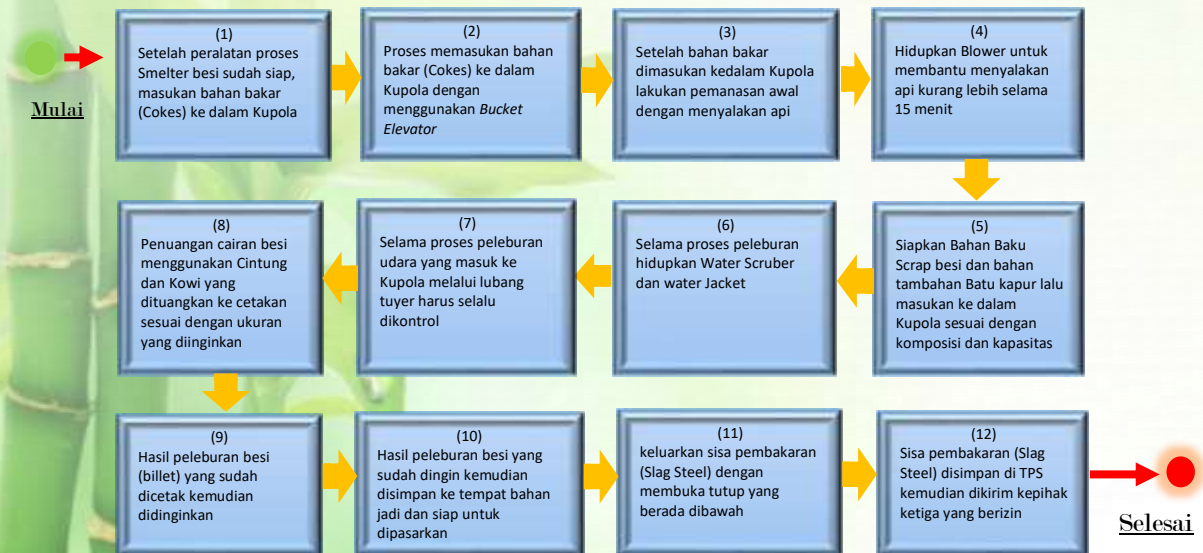 Mulai
(1)
Setelah peralatan proses
Smelter besi sudah siap,
masukan bahan bakar
(Cokes) ke dalam Kupola
(2)
Proses memasukan bahan
bakar (Cokes) ke dalam
Kupola dengan
menggunakan Bucket
Elevator
(3)
Setelah bahan bakar
dimasukan kedalam Kupola
lakukan pemanasan awal
dengan menyalakan api
(4)
Hidupkan Blower untuk
membantu menyalakan
api kurang lebih selama
15 menit
(5)
Siapkan Bahan Baku
Scrap besi dan bahan
tambahan Batu kapur lalu
masukan ke dalam
Kupola sesuai dengan
komposisi dan kapasitas
(6)
Selama proses peleburan
hidupkan Water Scruber
dan water Jacket
(7)
Selama proses peleburan
udara yang masuk ke
Kupola melalui lubang
tuyer harus selalu
dikontrol
(8)
Penuangan cairan besi
menggunakan Cintung
dan Kowi yang
dituangkan ke cetakan
sesuai dengan ukuran
yang diinginkan
(9)
Hasil peleburan besi
(billet) yang sudah
dicetak kemudian
didinginkan
(10)
Hasil peleburan besi yang
sudah dingin kemudian
disimpan ke tempat bahan
jadi dan siap untuk
dipasarkan
(11)
keluarkan sisa pembakaran
(Slag Steel) dengan
membuka tutup yang
berada dibawah
(12)
Sisa pembakaran (Slag
Steel) disimpan di TPS
kemudian dikirim kepihak
ketiga yang berizin
Selesai